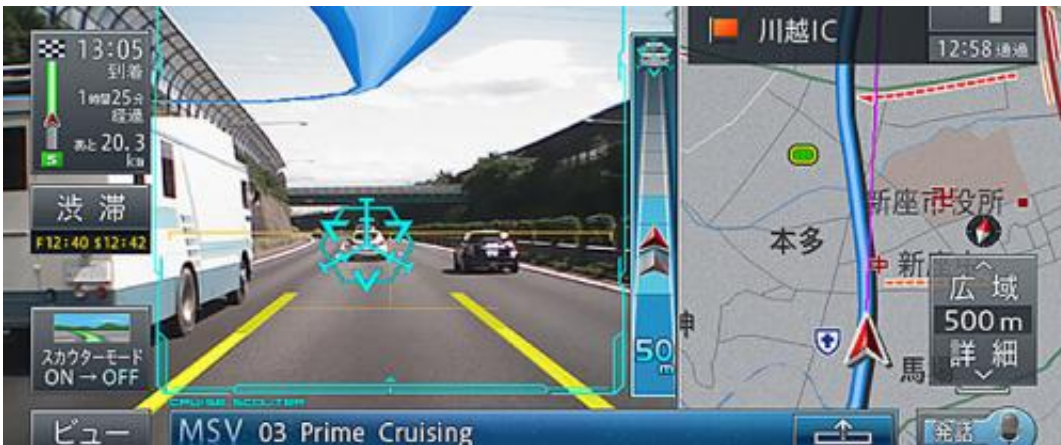 13:05
到着
1時間25分
経過
あと20.3
km
S
渋滞
F12:40 S12:42
スカウターモード
ON→OFF
ビュー
CRUISE SCOUTER
MSV 03 Prime Cruising
50
m
川越IC
12:58通過
新座市役所
本多
新座
馬
広域
500m
詳細
発話